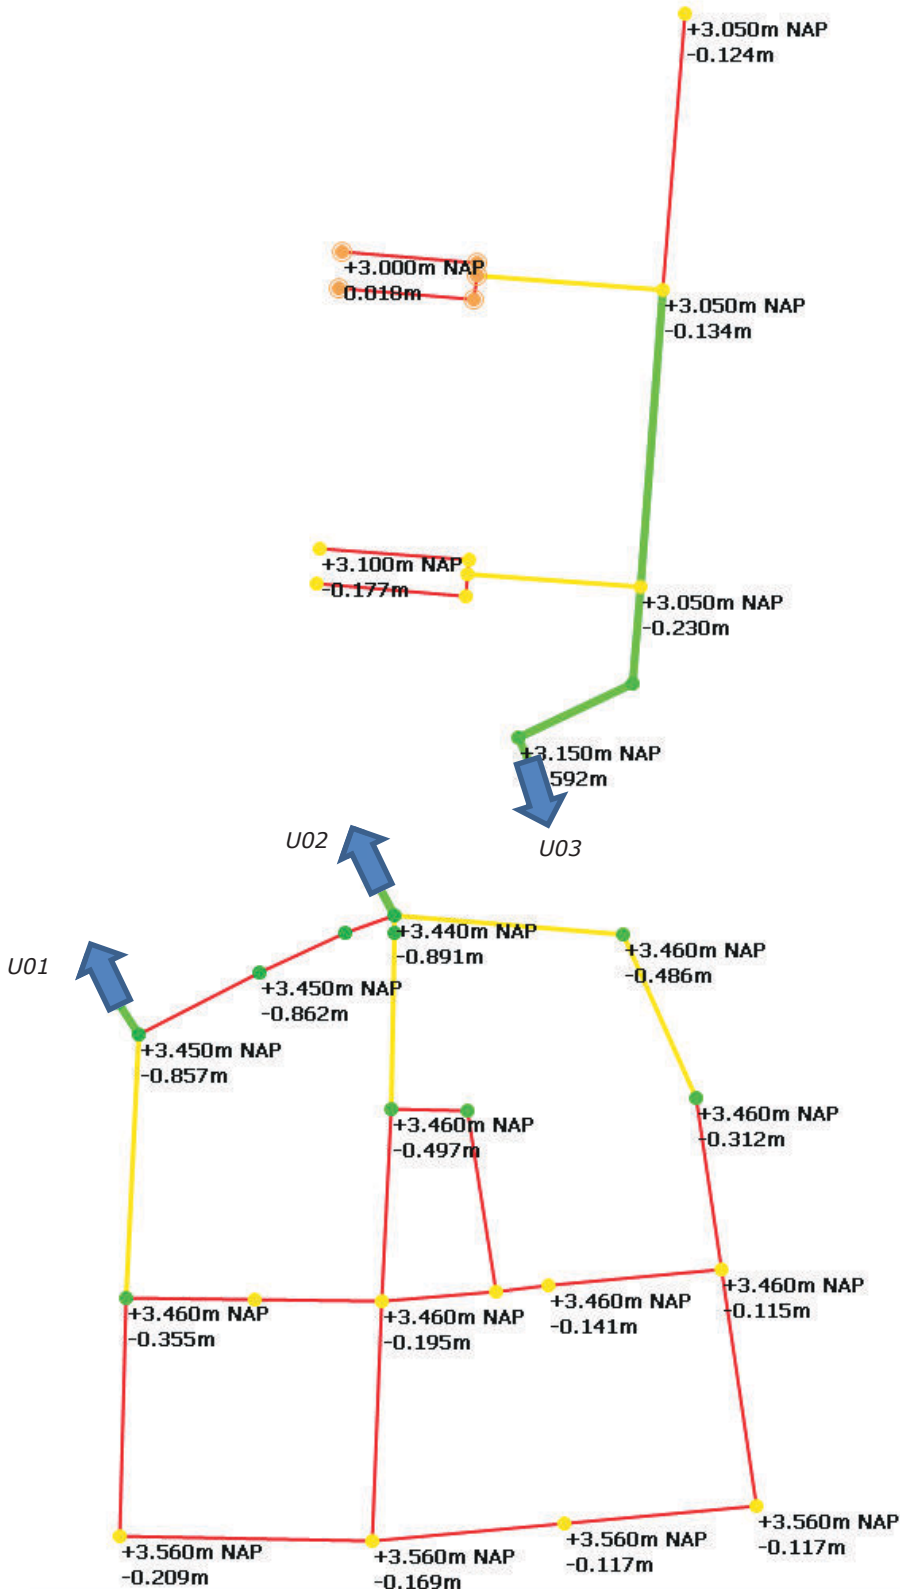 +3.050m NAP
-0.124m
+3.000m NAP
0.018m
+3.050m NAP
-0.134m
+3.100m NAP
-0.177m
+3.050m NAP
-0.230m
+3.150m NAP
592m
U02
U03
+3.440m NAP
-0.891m
+3.460m NAP
-0.486m
U01
+3.450m NAP
-0.862m
+3.450m NAP
-0.857m
+3.460m NAP
-0.497m
+3.460m NAP
-0.312m
+3.460m NAP
-0.355m
+3.460m NAP
-0.195m
+3.460m NAP
-0.141m
+3.460m NAP
-0.115m
+3.560m NAP
-0.209m
+3.560m NAP
-0.169m
+3.560m NAP
-0.117m
+3.560m NAP
-0.117m